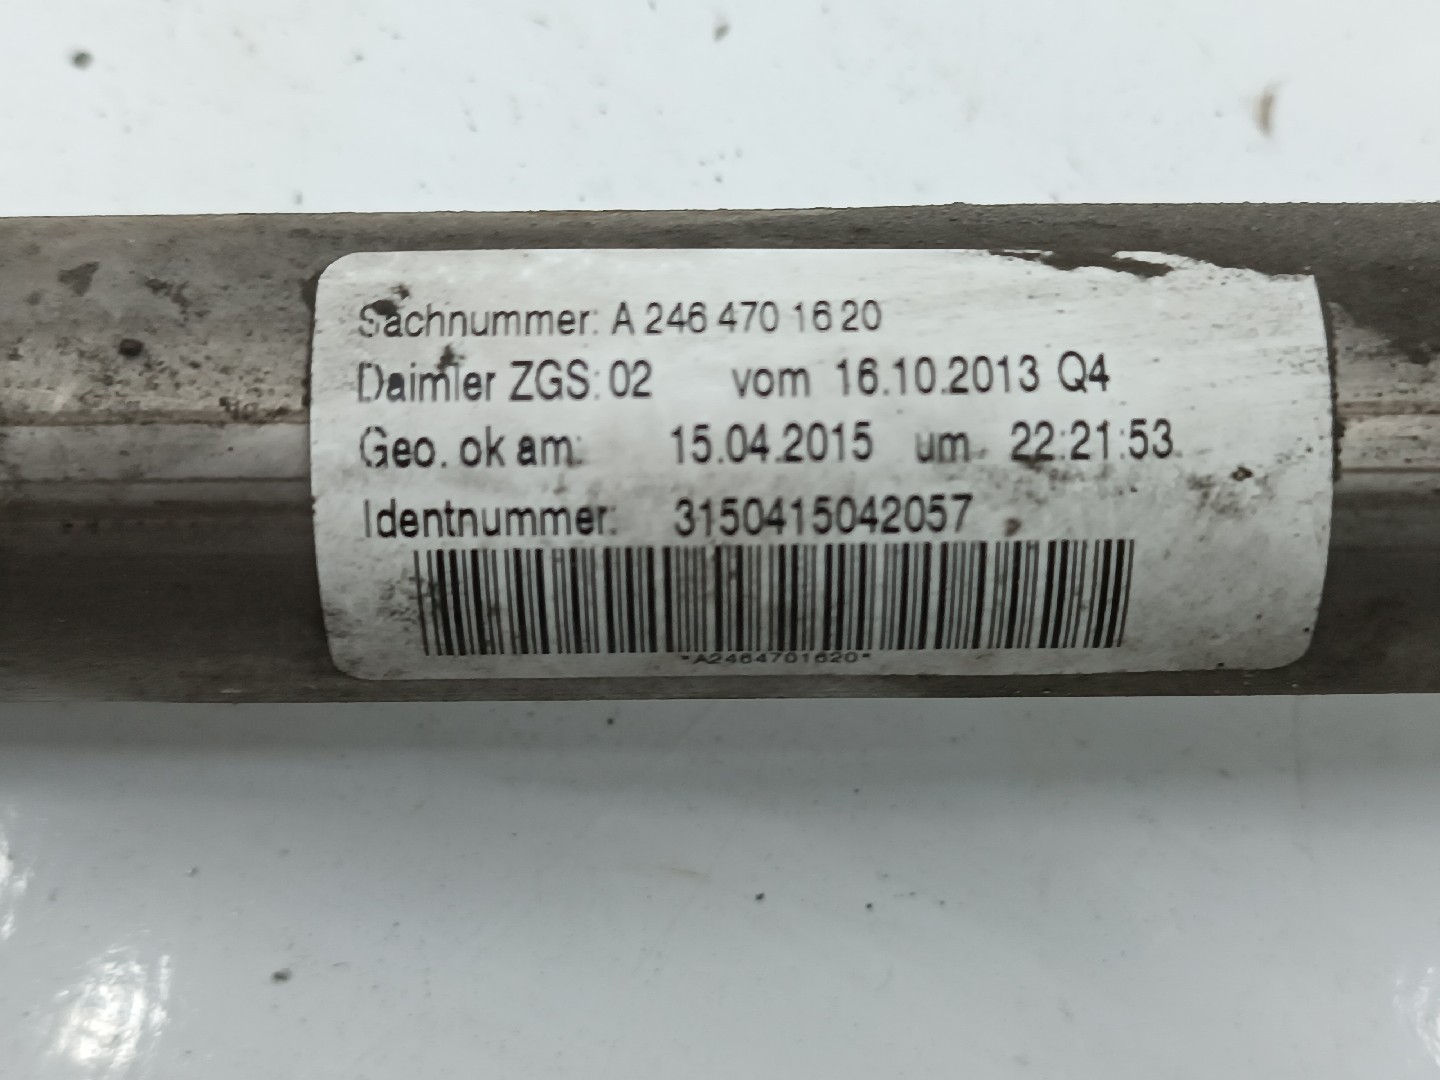 Sachnummer: A 246 470 16 20
Daimler ZGS: 02 vom 16.10.2013 Q4
Geo. ok am: 15.04.2015 um 22:21:53
Identnummer: 3150415042057
*A2464701620*